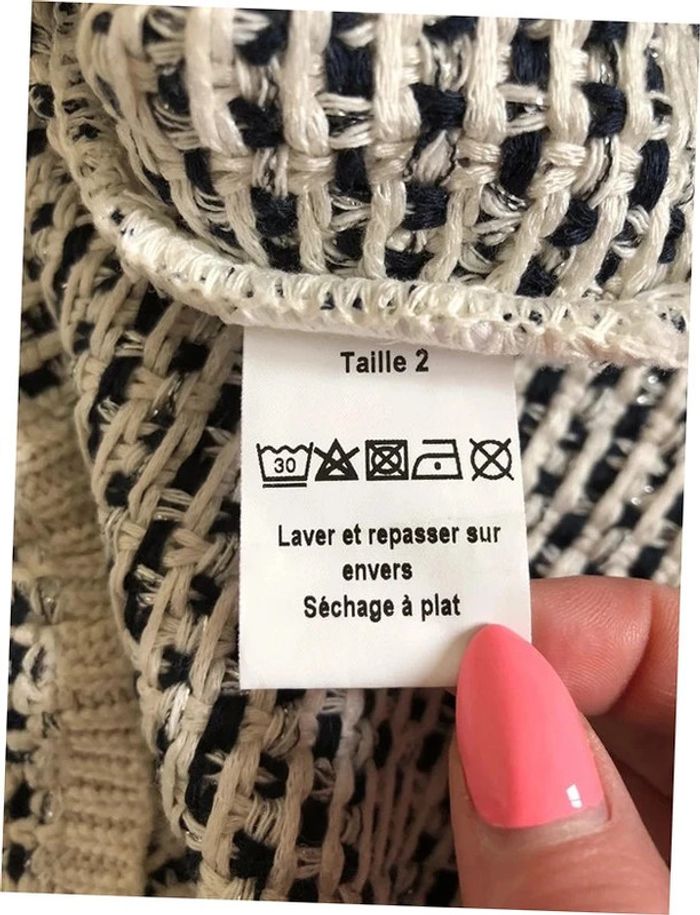 Taille 2
30
Laver et repasser sur
envers
Séchage à plat